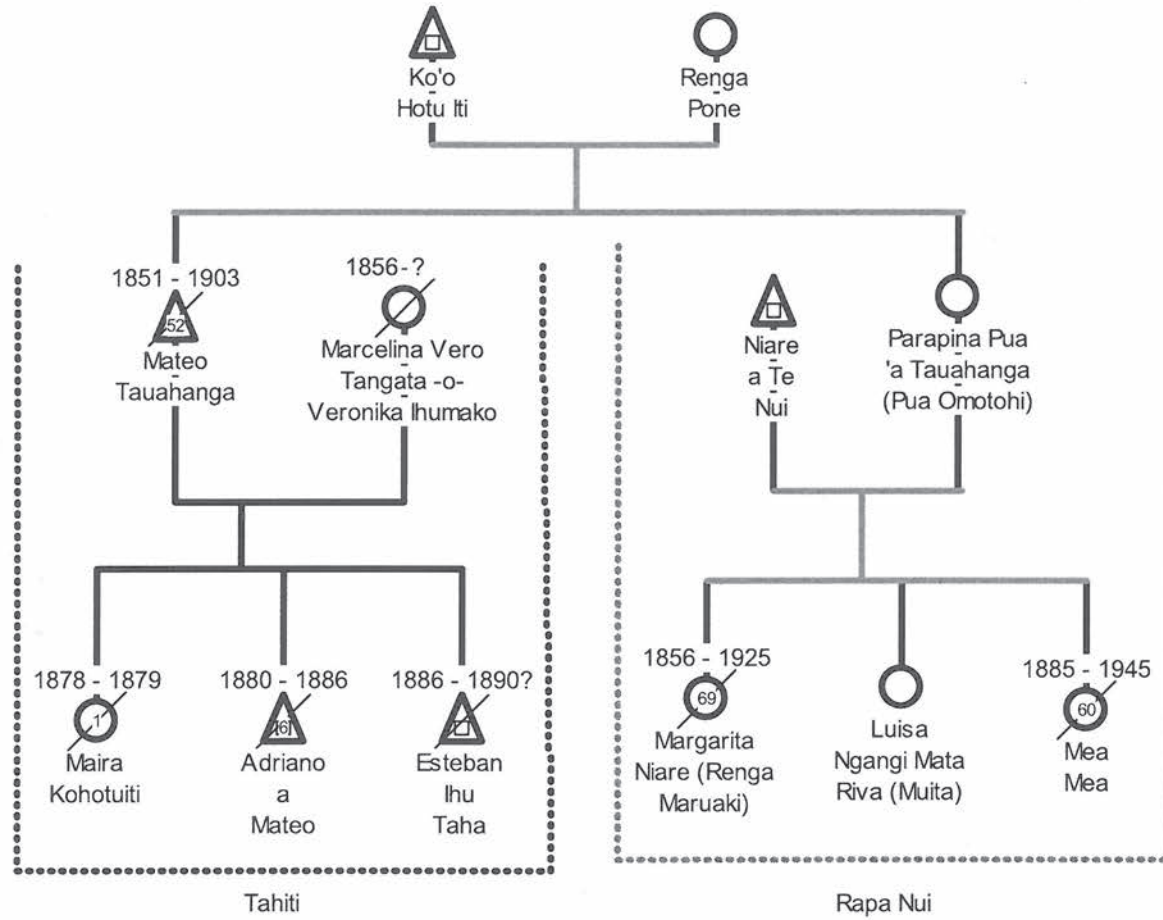 Ko'o
Hotu Iti
Renga
Pone
1851 - 1903
52
Mateo
Tauahanga
1856-?
Marcelina Vero
Tangata -o-
Veronika Ihumako
Niare
a Te
Nui
Parapina Pua
'a Tauahanga
(Pua Omotohi)
1878 - 1879
1
Maira
Kohotuiti
1880 - 1886
6
Adriano
a
Mateo
1886 - 1890?
Esteban
Ihu
Taha
1856 - 1925
69
Margarita
Niare (Renga
Maruaki)
Luisa
Ngangi Mata
Riva (Muita)
1885 - 1945
60
Mea
Mea
Tahiti
Rapa Nui